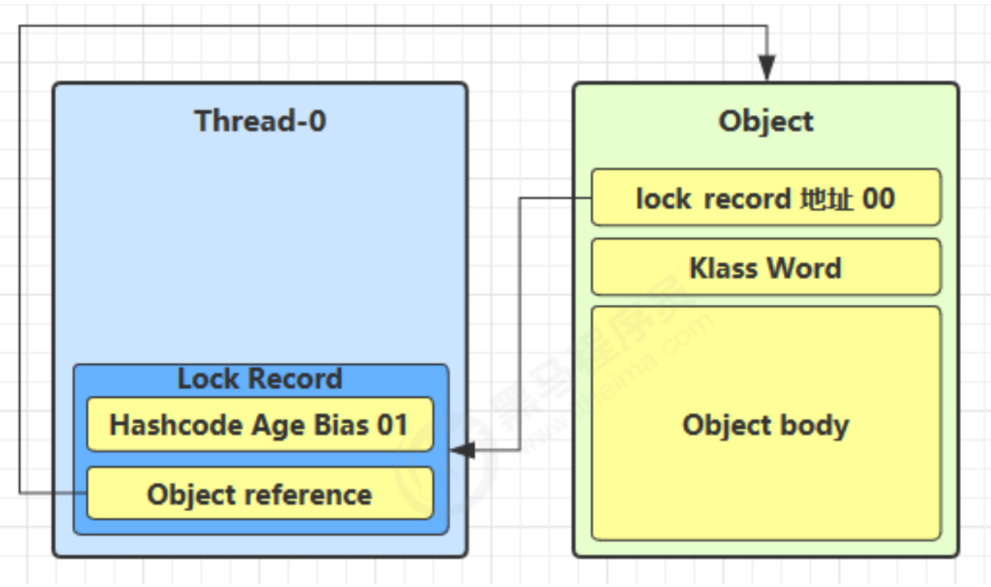 Thread-0
Lock Record
Hashcode Age Bias 01
Object reference
Object
lock record 地址 00
Klass Word
Object body
黑马程序员
www.itheima.com